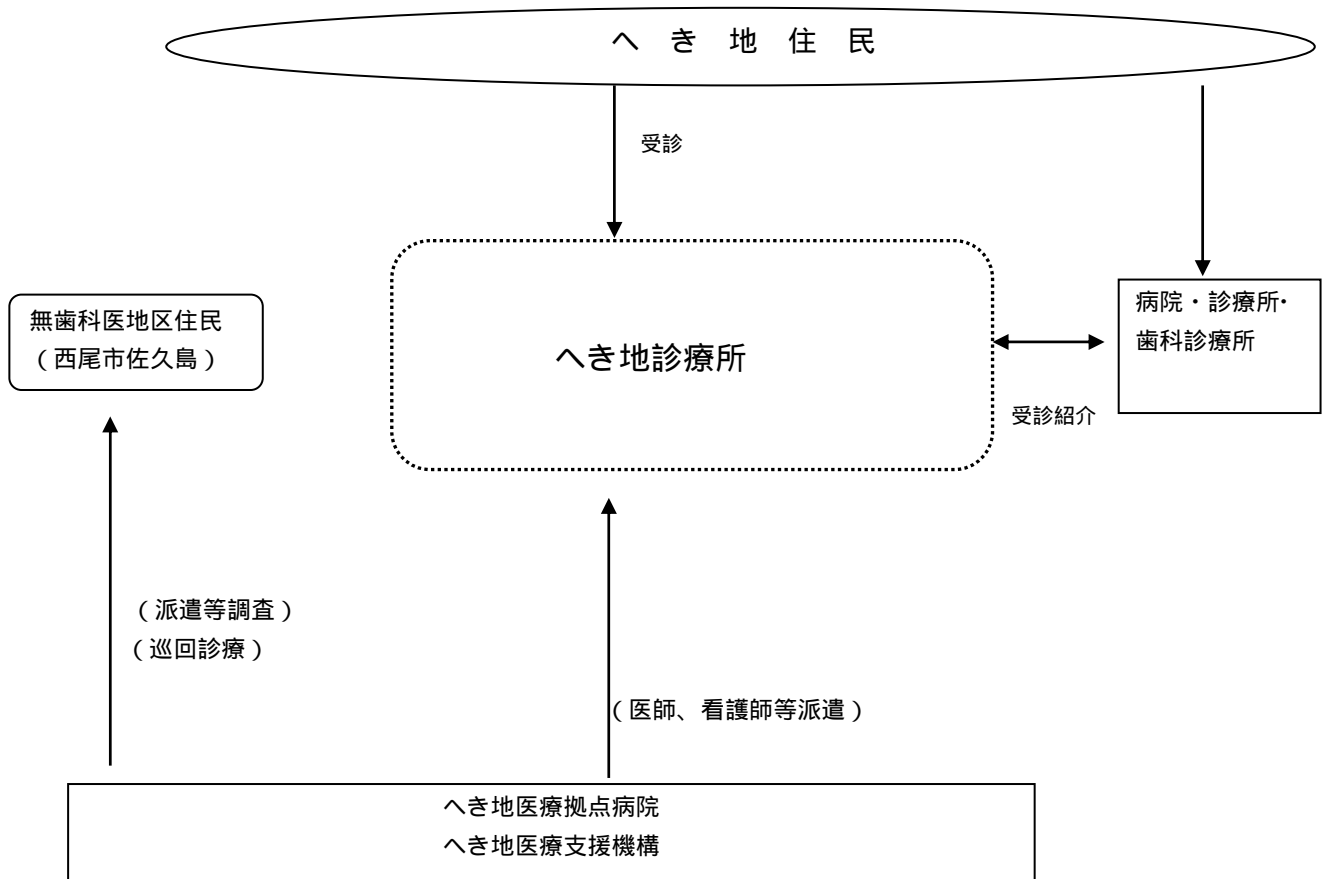 へ き 地 住 民
受診
無歯科医地区住民
（西尾市佐久島）
へき地診療所
病院・診療所・
歯科診療所
受診紹介
（派遣等調査）
（巡回診療）
（医師、看護師等派遣）
へき地医療拠点病院
へき地医療支援機構